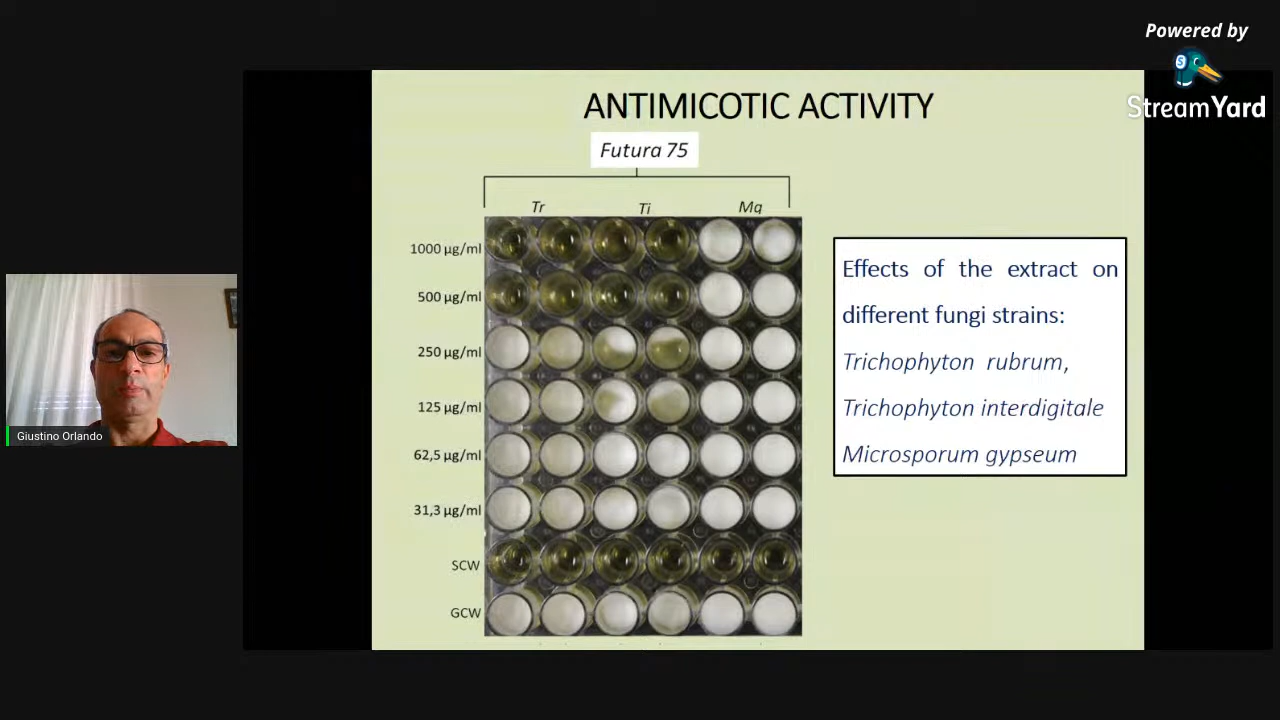 Powered by
StreamYard
ANTIMICOTIC ACTIVITY
Futura 75
Tr Ti Mg
1000 µg/ml
500 µg/ml
250 µg/ml
125 µg/ml
62,5 µg/ml
31,3 µg/ml
SCW
GCW
Effects of the extract on
different fungi strains:
Trichophyton rubrum,
Trichophyton interdigitale
Microsporum gypseum
Giustino Orlando